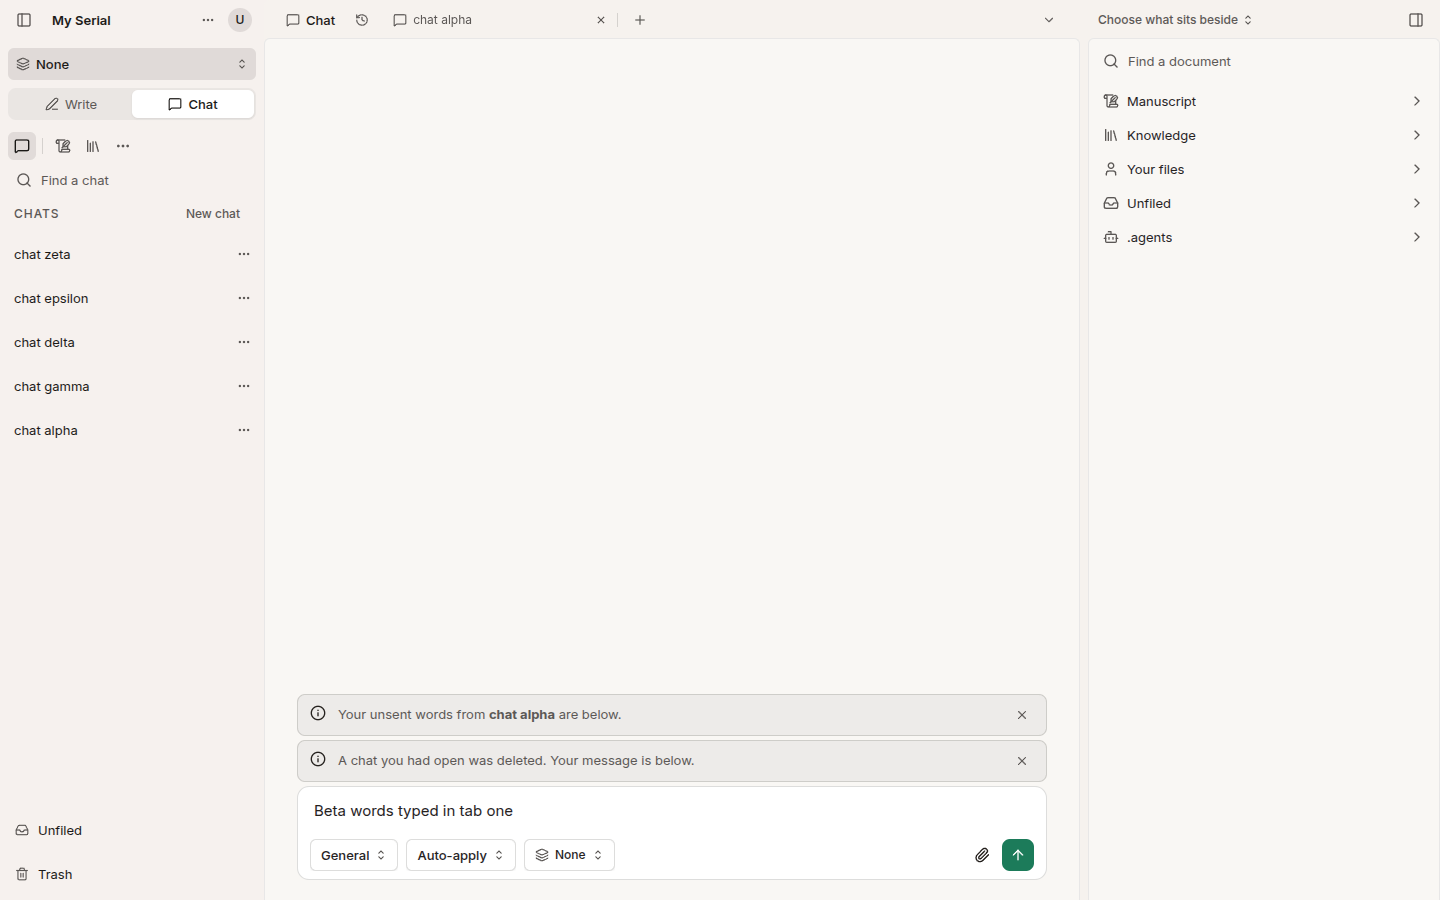 My Serial
U
None
Write
Chat
Find a chat
CHATS
New chat
chat zeta
chat epsilon
chat delta
chat gamma
chat alpha
Unfiled
Trash
Chat
chat alpha
Your unsent words from chat alpha are below.
A chat you had open was deleted. Your message is below.
Beta words typed in tab one
General
Auto-apply
None
Choose what sits beside
Find a document
Manuscript
Knowledge
Your files
Unfiled
.agents